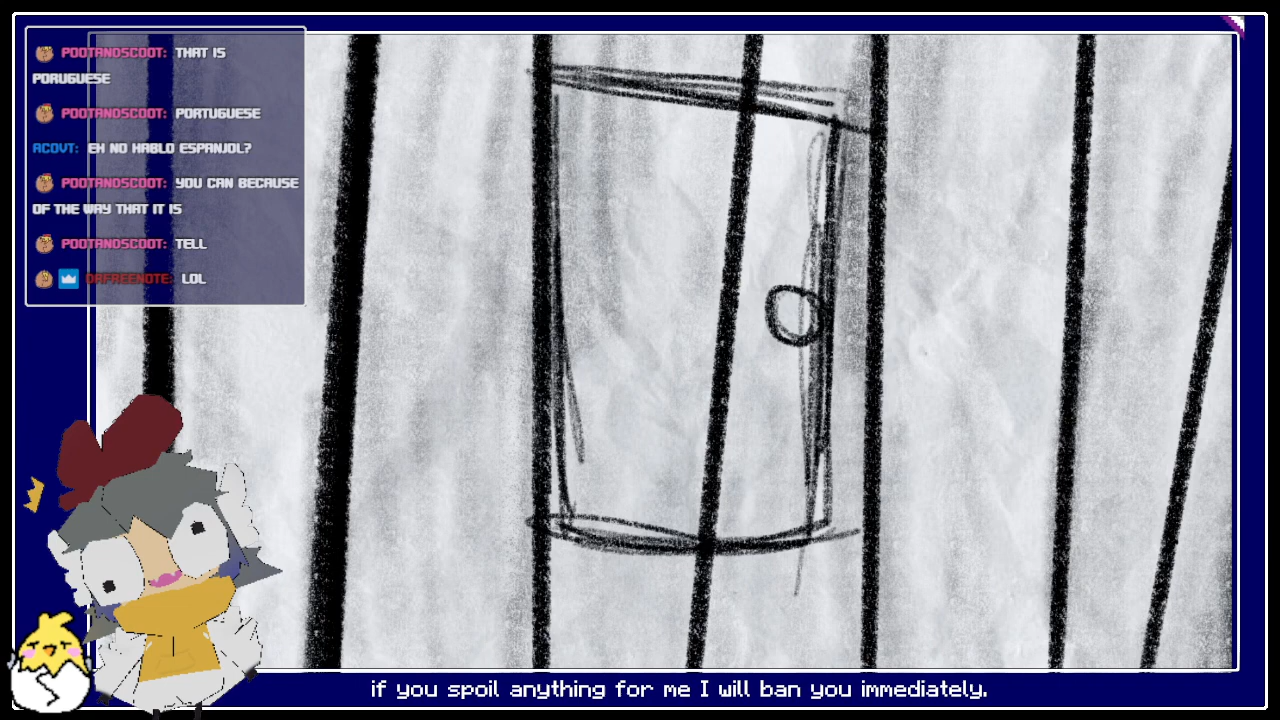 POOTANDSCOOT: THAT IS
PORUGUESE
POOTANDSCOOT: PORTUGUESE
ACOVT: EH NO HABLO ESPANJOL?
POOTANDSCOOT: YOU CAN BECAUSE
OF THE WAY THAT IT IS
POOTANDSCOOT: TELL
DAFREENOTE: LOL
if you spoil anything for me I will ban you immediately.